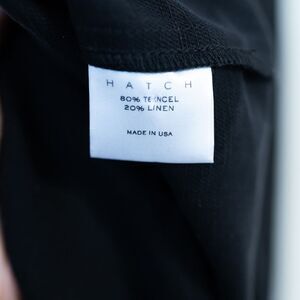 HATCH
80% TENCEL
20% LINEN
MADE IN USA